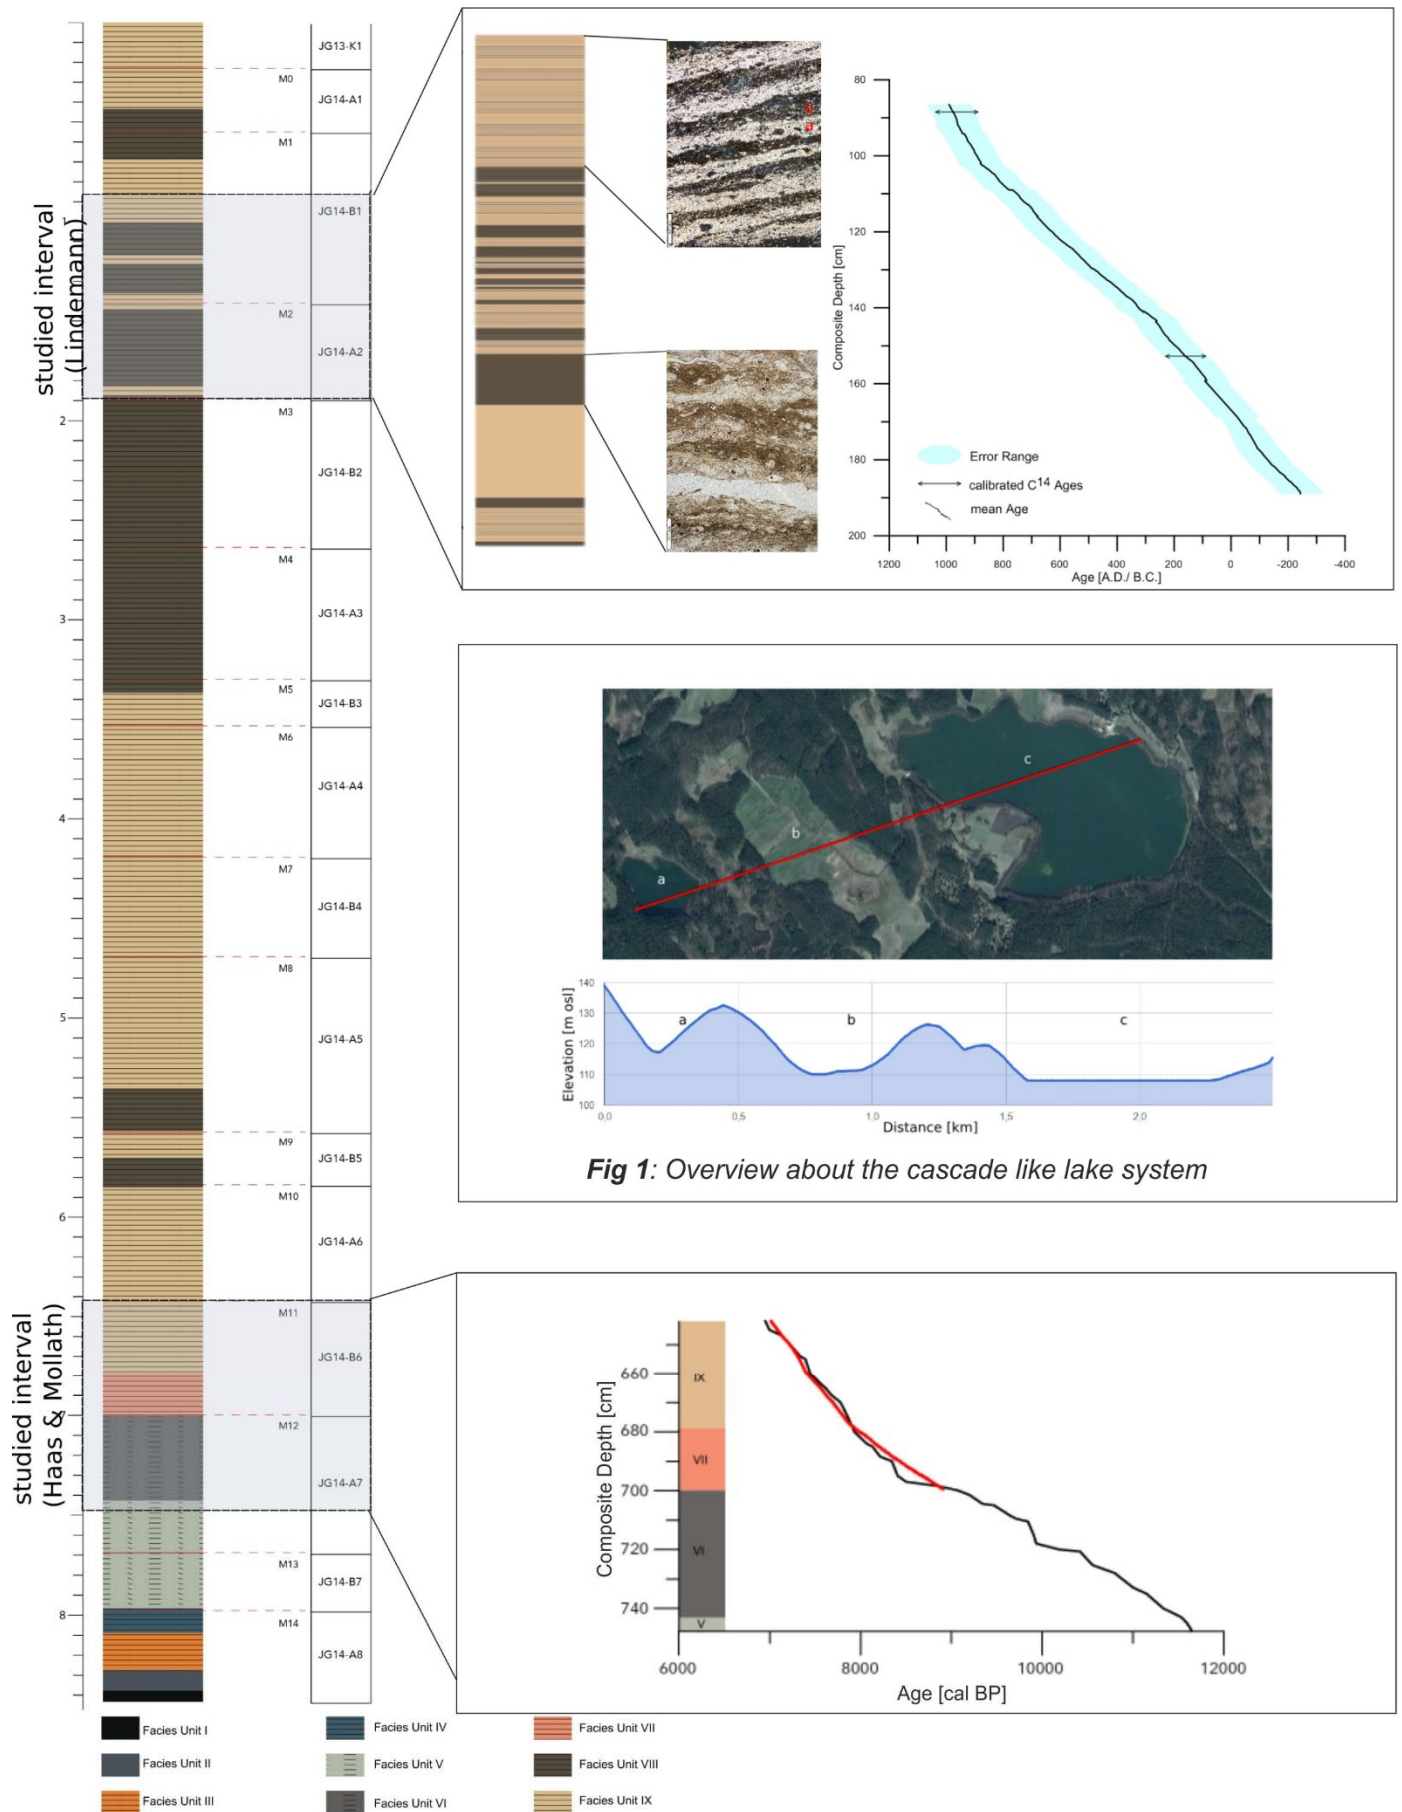 JG13-K1
M0
JG14-A1
M1
JG14-B1
studied interval
(Lindemann)
M2
JG14-A2
M3
2
JG14-B2
M4
3
JG14-A3
M5
JG14-B3
M6
JG14-A4
4
M7
JG14-B4
M8
5
JG14-A5
M9
JG14-B5
M10
6
JG14-A6
studied interval
(Haas & Mollath)
M11
JG14-B6
7
M12
JG14-A7
M13
JG14-B7
8
M14
JG14-A8
b
a
80
100
120
140
160
180
200
Composite Depth [cm]
Error Range
calibrated C14 Ages
mean Age
1200 1000 800 600 400 200 0 -200 -400
Age [A.D./ B.C.]
c
b
a
140
130
120
110
100
Elevation [m osl]
a b c
0,0 0,5 1,0 1,5 2,0
Distance [km]
Fig 1: Overview about the cascade like lake system
660
680
700
720
740
Composite Depth [cm]
IX
VII
VI
V
6000 8000 10000 12000
Age [cal BP]
Facies Unit I
Facies Unit II
Facies Unit III
Facies Unit IV
Facies Unit V
Facies Unit VI
Facies Unit VII
Facies Unit VIII
Facies Unit IX